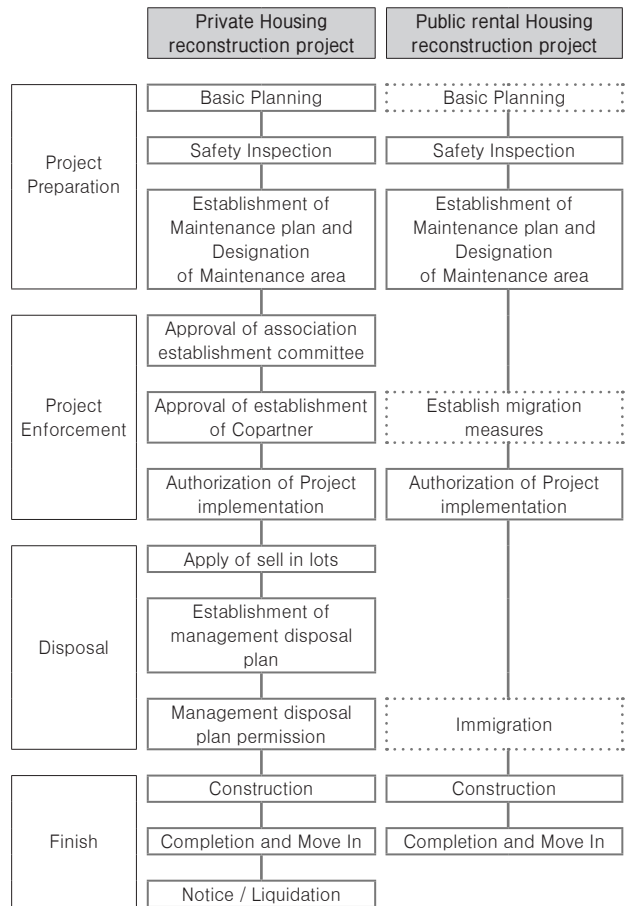 Private Housing
reconstruction project
Public rental Housing
reconstruction project
Project
Preparation
Basic Planning
Basic Planning
Safety Inspection
Safety Inspection
Establishment of
Maintenance plan and
Designation
of Maintenance area
Establishment of
Maintenance plan and
Designation
of Maintenance area
Project
Enforcement
Approval of association
establishment committee
Approval of establishment
of Copartner
Establish migration
measures
Authorization of Project
implementation
Authorization of Project
implementation
Disposal
Apply of sell in lots
Establishment of
management disposal
plan
Management disposal
plan permission
Immigration
Finish
Construction
Construction
Completion and Move In
Completion and Move In
Notice / Liquidation